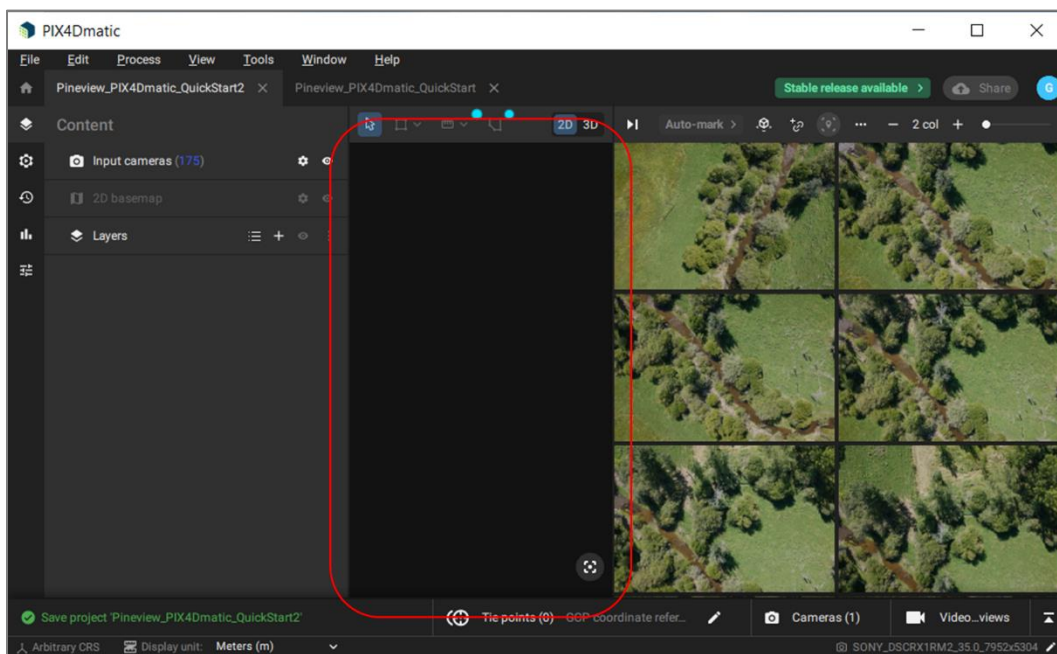 PIX4Dmatic
File Edit Process View Tools Window Help
Pineview_PIX4Dmatic_QuickStart2 Pineview_PIX4Dmatic_QuickStart Stable release available > Share G
Content 2D 3D Auto-mark > ... 2 col
Input cameras (175)
2D basemap
Layers
Save project 'Pineview_PIX4Dmatic_QuickStart2' Tie points (0) GCP coordinate refer... Cameras (1) Video...views
Arbitrary CRS Display unit: Meters (m) SONY_DSCRX1RM2_35.0_7952x5304